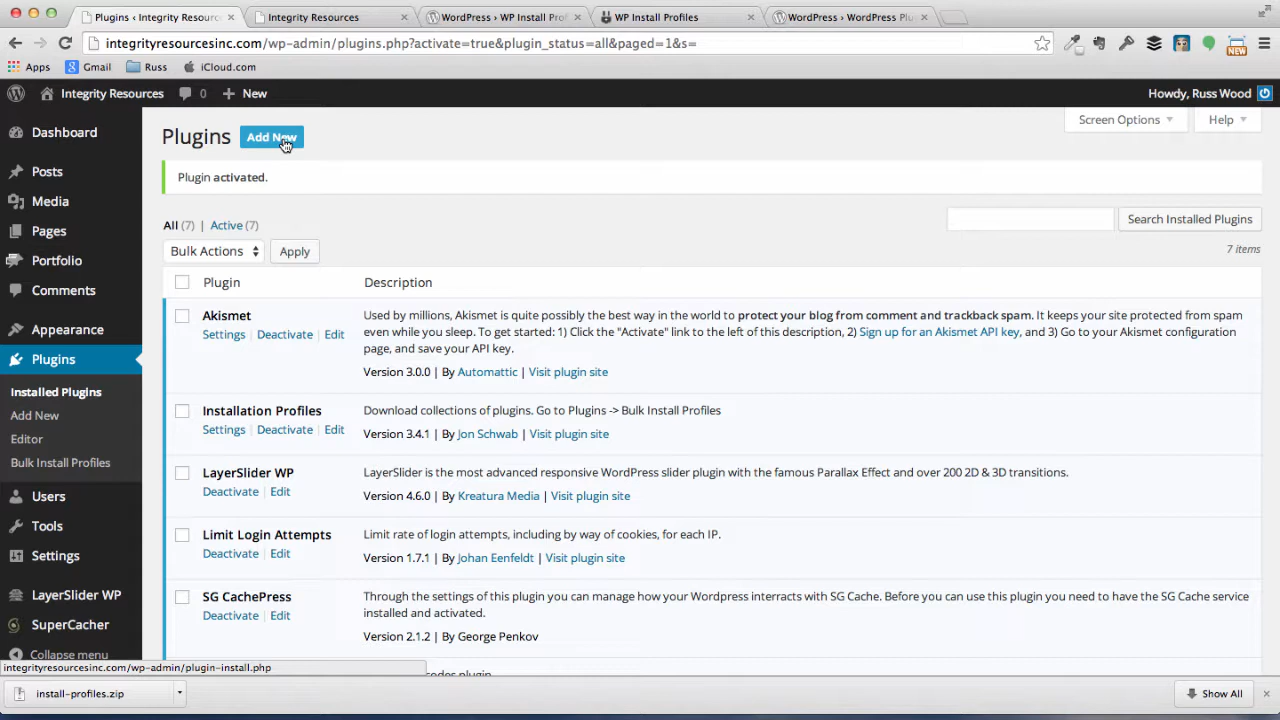 Plugins ‹ Integrity Resourc
Integrity Resources
WordPress › WP Install Prof
WP Install Profiles
WordPress › WordPress Plu
integrityresourcesinc.com/wp-admin/plugins.php?activate=true&plugin_status=all&paged=1&s=
NEW
Apps Gmail Russ iCloud.com
Integrity Resources 0 + New Howdy, Russ Wood
Dashboard
Posts
Media
Pages
Portfolio
Comments
Appearance
Plugins
Installed Plugins
Add New
Editor
Bulk Install Profiles
Users
Tools
Settings
LayerSlider WP
SuperCacher
Collapse menu
Screen Options Help
Plugins Add New
Plugin activated.
All (7) | Active (7)
Search Installed Plugins
Bulk Actions Apply
7 items
Plugin Description
Akismet
Settings | Deactivate | Edit
Used by millions, Akismet is quite possibly the best way in the world to protect your blog from comment and trackback spam. It keeps your site protected from spam
even while you sleep. To get started: 1) Click the "Activate" link to the left of this description, 2) Sign up for an Akismet API key, and 3) Go to your Akismet configuration
page, and save your API key.
Version 3.0.0 | By Automattic | Visit plugin site
Installation Profiles
Settings | Deactivate | Edit
Download collections of plugins. Go to Plugins -> Bulk Install Profiles
Version 3.4.1 | By Jon Schwab | Visit plugin site
LayerSlider WP
Deactivate | Edit
LayerSlider is the most advanced responsive WordPress slider plugin with the famous Parallax Effect and over 200 2D & 3D transitions.
Version 4.6.0 | By Kreatura Media | Visit plugin site
Limit Login Attempts
Deactivate | Edit
Limit rate of login attempts, including by way of cookies, for each IP.
Version 1.7.1 | By Johan Eenfeldt | Visit plugin site
SG CachePress
Deactivate | Edit
Through the settings of this plugin you can manage how your Wordpress interracts with SG Cache. Before you can use this plugin you need to have the SG Cache service
installed and activated.
Version 2.1.2 | By George Penkov
codes plugin
integrityresourcesinc.com/wp-admin/plugin-install.php
install-profiles.zip
Show All